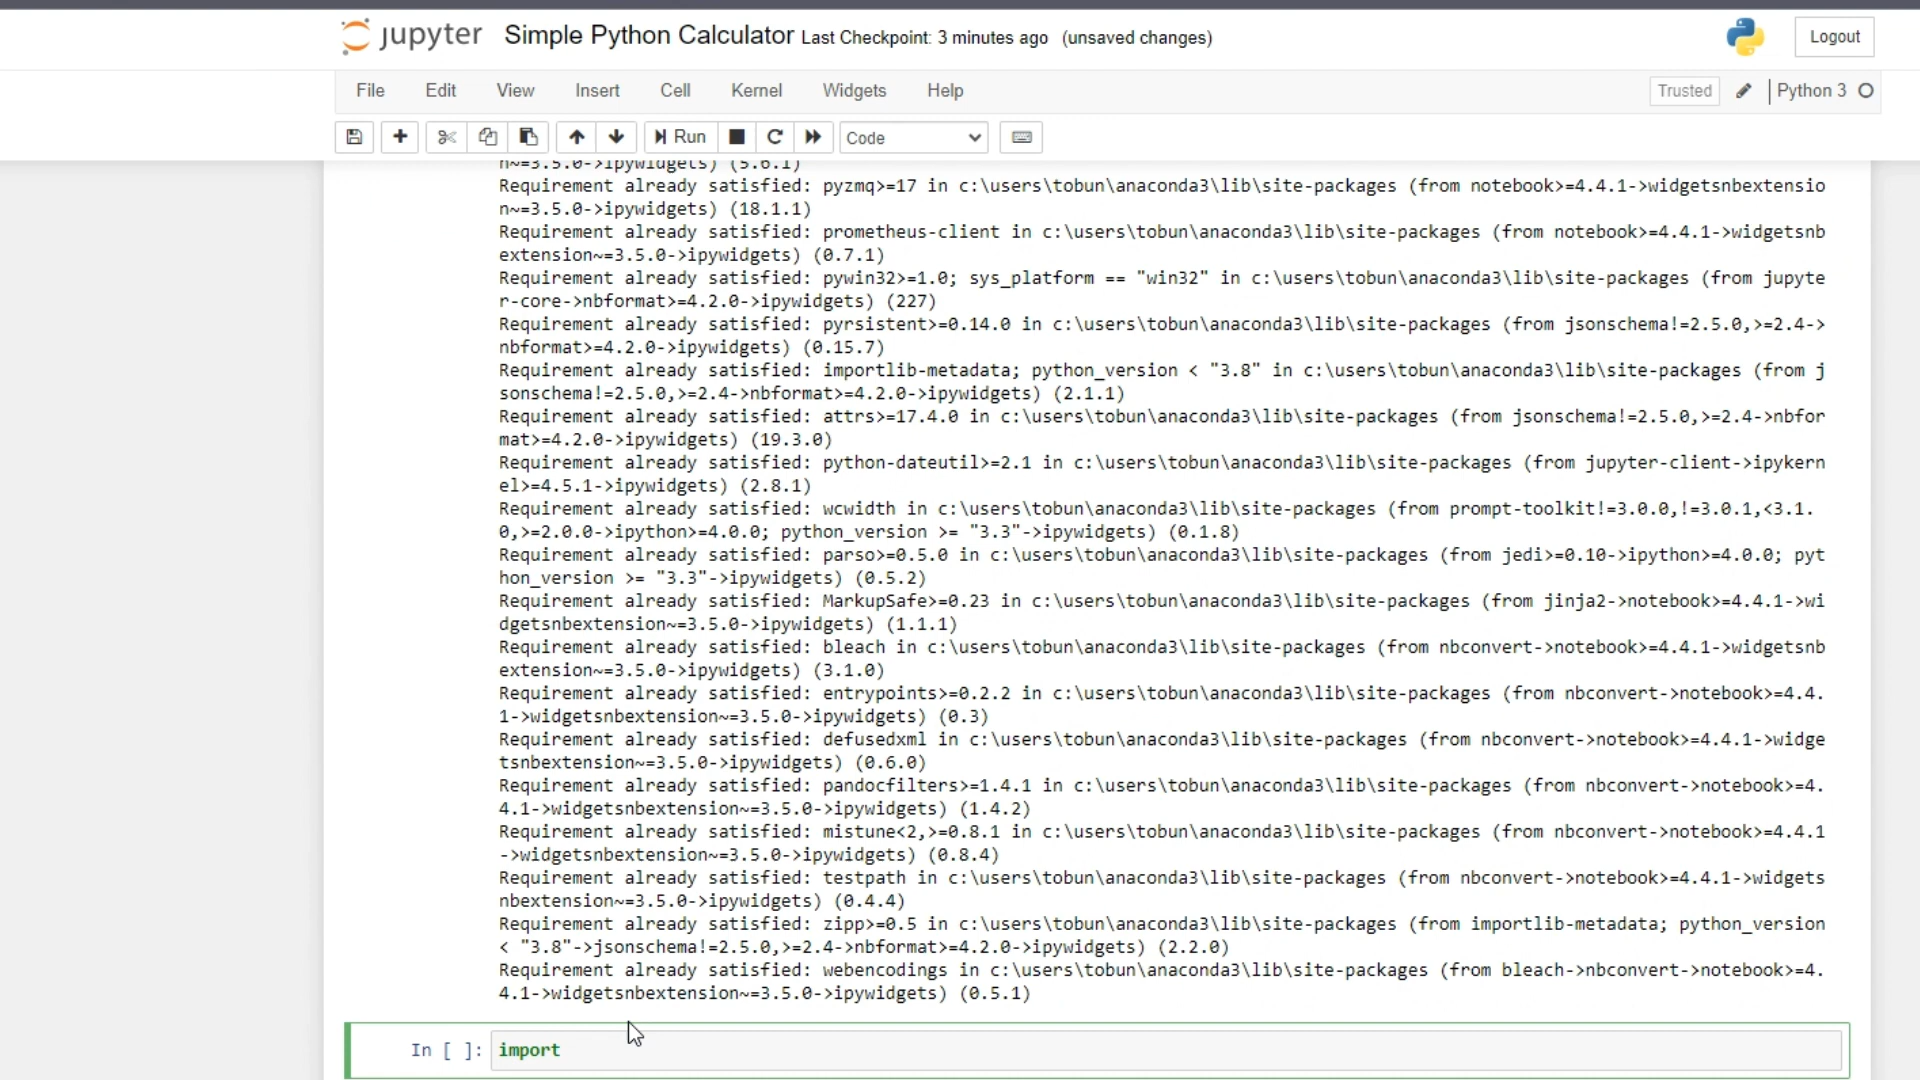 jupyter Simple Python Calculator Last Checkpoint: 3 minutes ago (unsaved changes) Logout
File Edit View Insert Cell Kernel Widgets Help Trusted Python 3
Run Code
n~=3.5.0->ipywidgets) (5.6.1)
Requirement already satisfied: pyzmq>=17 in c:\users\tobun\anaconda3\lib\site-packages (from notebook>=4.4.1->widgetsnbextensio
n~=3.5.0->ipywidgets) (18.1.1)
Requirement already satisfied: prometheus-client in c:\users\tobun\anaconda3\lib\site-packages (from notebook>=4.4.1->widgetsnb
extension~=3.5.0->ipywidgets) (0.7.1)
Requirement already satisfied: pywin32>=1.0; sys_platform == "win32" in c:\users\tobun\anaconda3\lib\site-packages (from jupyte
r-core->nbformat>=4.2.0->ipywidgets) (227)
Requirement already satisfied: pyrsistent>=0.14.0 in c:\users\tobun\anaconda3\lib\site-packages (from jsonschema!=2.5.0,>=2.4->
nbformat>=4.2.0->ipywidgets) (0.15.7)
Requirement already satisfied: importlib-metadata; python_version < "3.8" in c:\users\tobun\anaconda3\lib\site-packages (from j
sonschema!=2.5.0,>=2.4->nbformat>=4.2.0->ipywidgets) (2.1.1)
Requirement already satisfied: attrs>=17.4.0 in c:\users\tobun\anaconda3\lib\site-packages (from jsonschema!=2.5.0,>=2.4->nbfor
mat>=4.2.0->ipywidgets) (19.3.0)
Requirement already satisfied: python-dateutil>=2.1 in c:\users\tobun\anaconda3\lib\site-packages (from jupyter-client->ipykern
el>=4.5.1->ipywidgets) (2.8.1)
Requirement already satisfied: wcwidth in c:\users\tobun\anaconda3\lib\site-packages (from prompt-toolkit!=3.0.0,!=3.0.1,<3.1.
0,>=2.0.0->ipython>=4.0.0; python_version >= "3.3"->ipywidgets) (0.1.8)
Requirement already satisfied: parso>=0.5.0 in c:\users\tobun\anaconda3\lib\site-packages (from jedi>=0.10->ipython>=4.0.0; pyt
hon_version >= "3.3"->ipywidgets) (0.5.2)
Requirement already satisfied: MarkupSafe>=0.23 in c:\users\tobun\anaconda3\lib\site-packages (from jinja2->notebook>=4.4.1->wi
dgetsnbextension~=3.5.0->ipywidgets) (1.1.1)
Requirement already satisfied: bleach in c:\users\tobun\anaconda3\lib\site-packages (from nbconvert->notebook>=4.4.1->widgetsnb
extension~=3.5.0->ipywidgets) (3.1.0)
Requirement already satisfied: entrypoints>=0.2.2 in c:\users\tobun\anaconda3\lib\site-packages (from nbconvert->notebook>=4.4.
1->widgetsnbextension~=3.5.0->ipywidgets) (0.3)
Requirement already satisfied: defusedxml in c:\users\tobun\anaconda3\lib\site-packages (from nbconvert->notebook>=4.4.1->widge
tsnbextension~=3.5.0->ipywidgets) (0.6.0)
Requirement already satisfied: pandocfilters>=1.4.1 in c:\users\tobun\anaconda3\lib\site-packages (from nbconvert->notebook>=4.
4.1->widgetsnbextension~=3.5.0->ipywidgets) (1.4.2)
Requirement already satisfied: mistune<2,>=0.8.1 in c:\users\tobun\anaconda3\lib\site-packages (from nbconvert->notebook>=4.4.1
->widgetsnbextension~=3.5.0->ipywidgets) (0.8.4)
Requirement already satisfied: testpath in c:\users\tobun\anaconda3\lib\site-packages (from nbconvert->notebook>=4.4.1->widgets
nbextension~=3.5.0->ipywidgets) (0.4.4)
Requirement already satisfied: zipp>=0.5 in c:\users\tobun\anaconda3\lib\site-packages (from importlib-metadata; python_version
< "3.8"->jsonschema!=2.5.0,>=2.4->nbformat>=4.2.0->ipywidgets) (2.2.0)
Requirement already satisfied: webencodings in c:\users\tobun\anaconda3\lib\site-packages (from bleach->nbconvert->notebook>=4.
4.1->widgetsnbextension~=3.5.0->ipywidgets) (0.5.1)
In [ ]: import